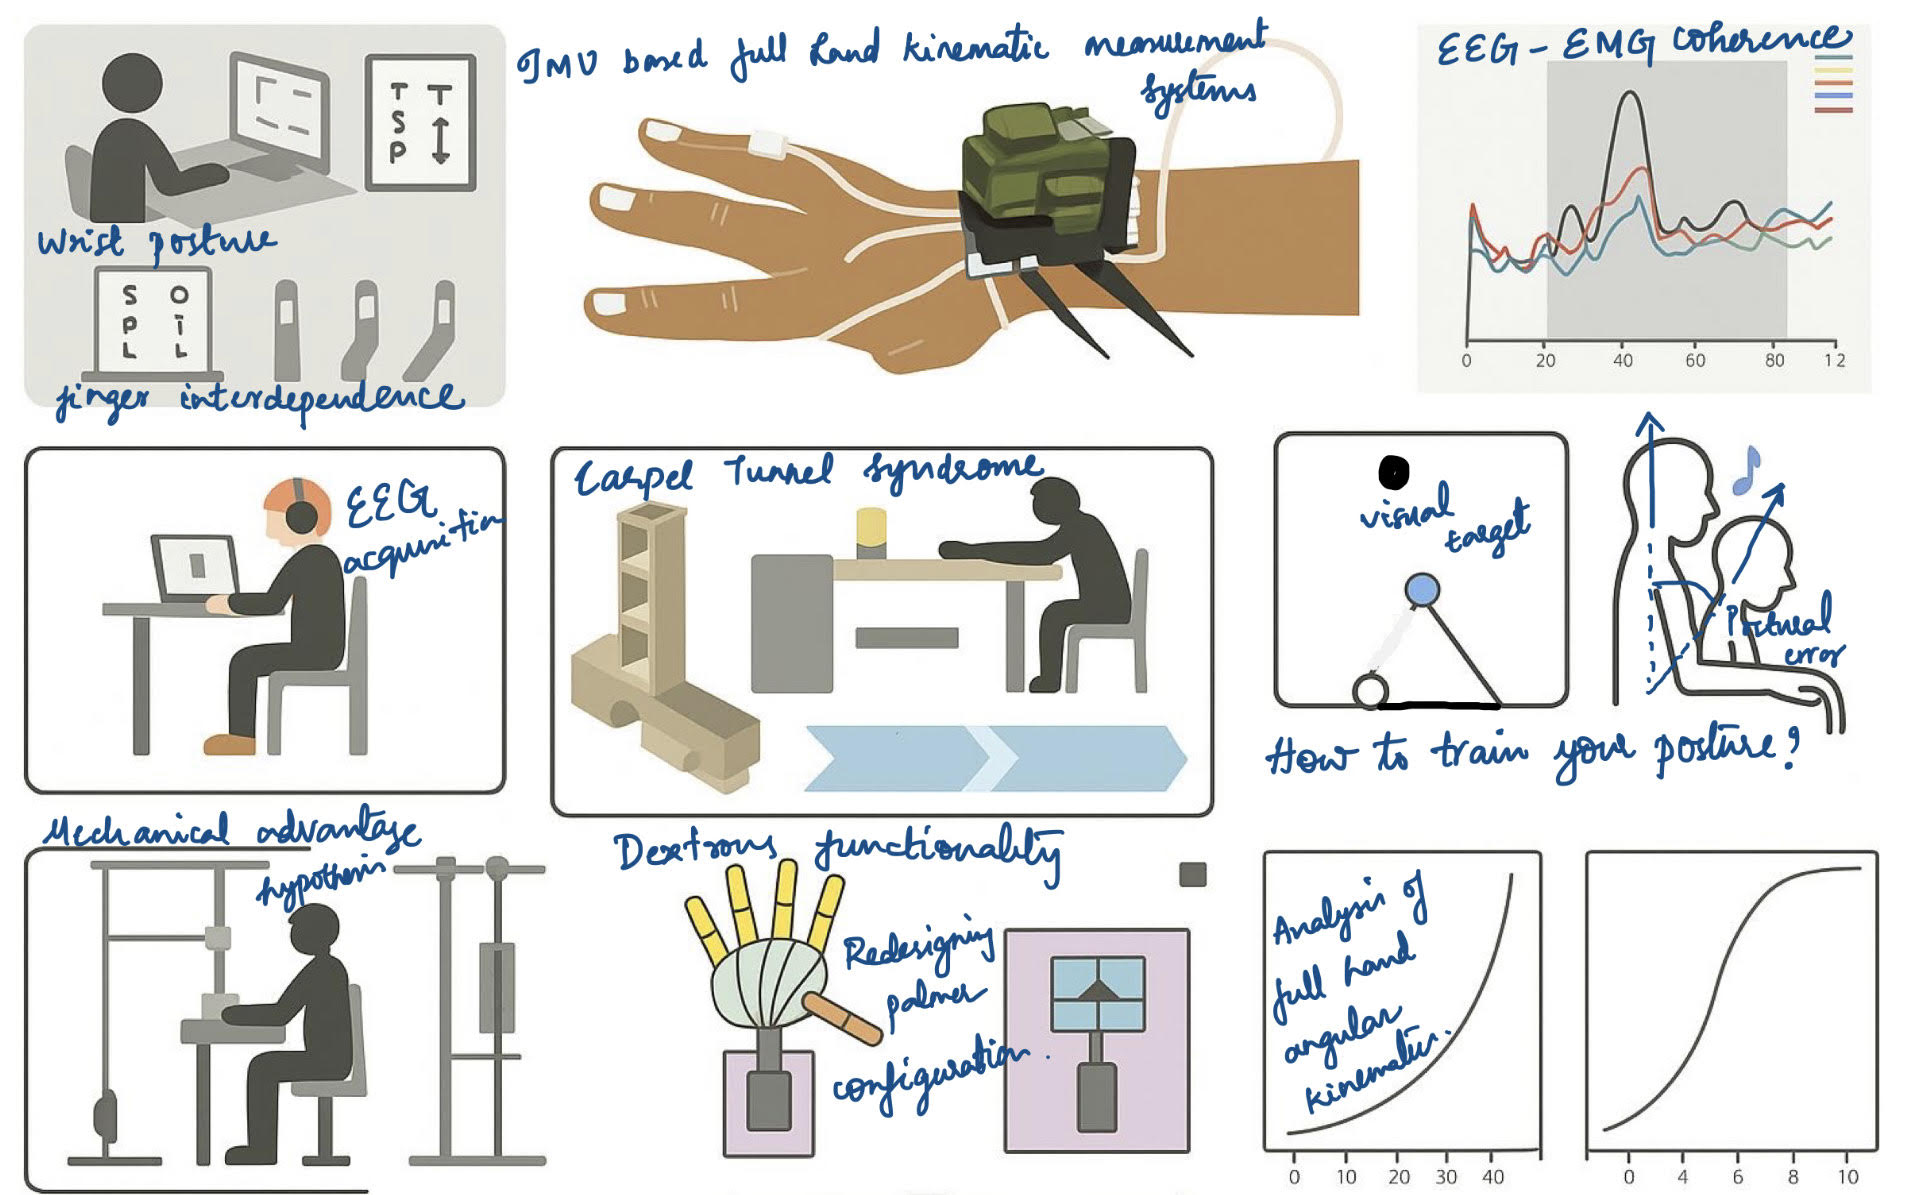 IMU based full hand kinematic measurement
systems
EEG - EMG coherence
T T
S
P
Wrist posture
S O
P i
L L
finger interdependence
0 20 40 60 80 12
EEG
acquisition
Carpel Tunnel Syndrome
visual
target
Postural
error
How to train your posture?
Mechanical advantage
hypothesis
Dextrous functionality
Redesigning
palmer
configuration.
Analysis of
full hand
angular
kinematics.
0 10 20 30 40
0 4 6 8 10